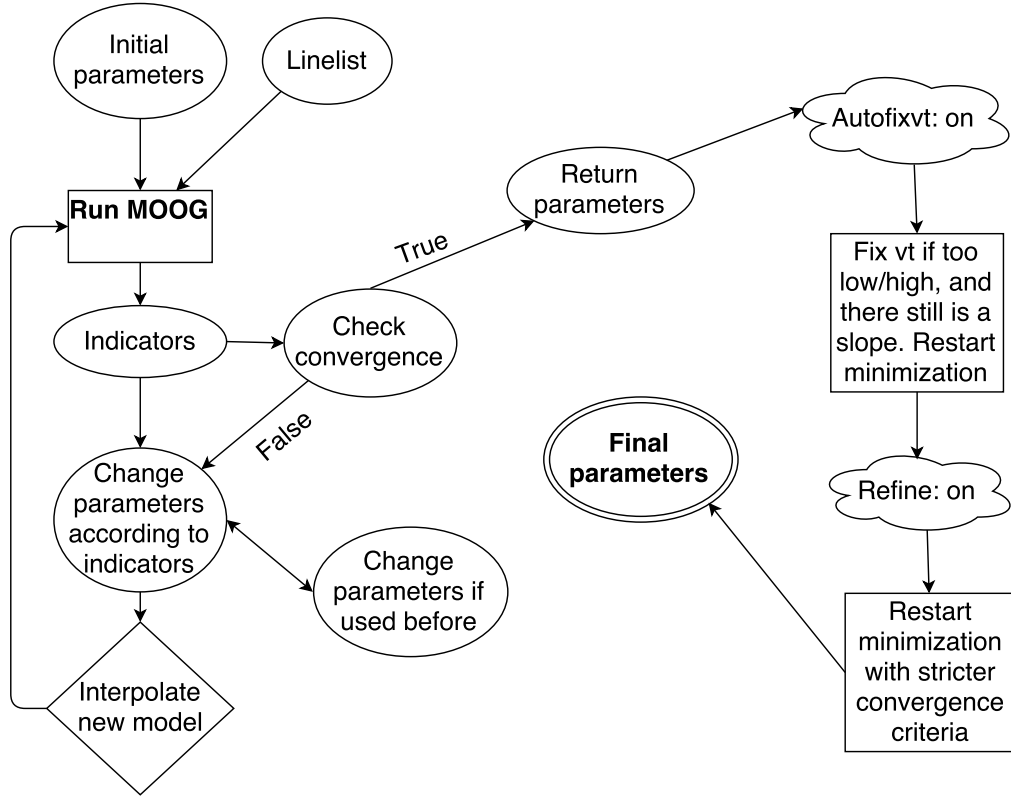 Initial
parameters
Linelist
Run MOOG
Indicators
Check
convergence
True
False
Return
parameters
Autofixvt: on
Fix vt if too
low/high, and
there still is a
slope. Restart
minimization
Refine: on
Restart
minimization
with stricter
convergence
criteria
Final
parameters
Change
parameters
according to
indicators
Change
parameters if
used before
Interpolate
new model